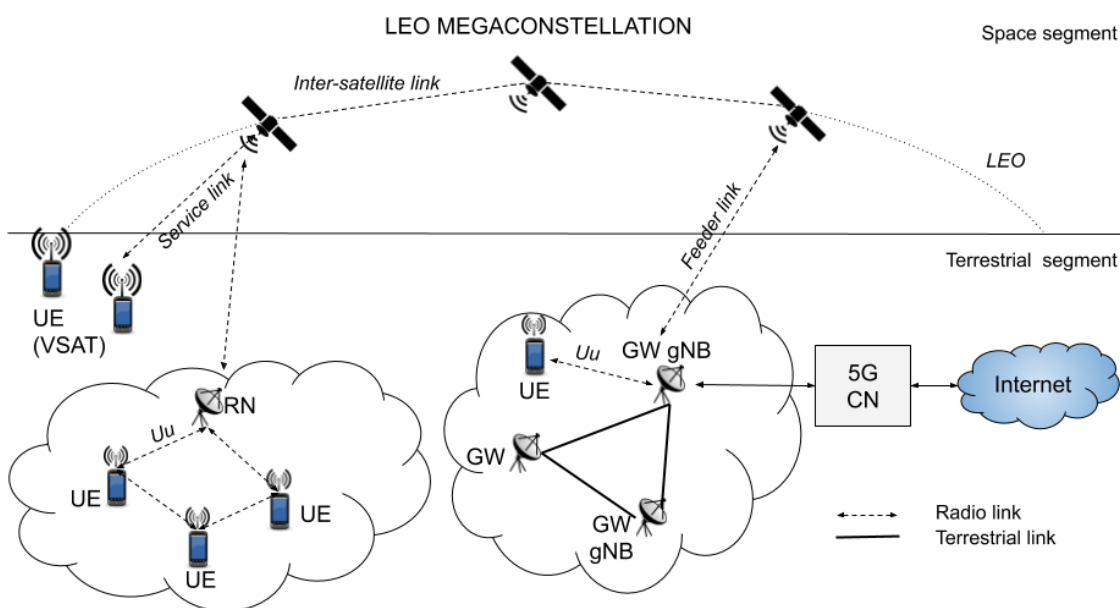 LEO MEGACONSTELLATION
Space segment
Inter-satellite link
LEO
Service link
Feeder link
Terrestrial segment
UE
(VSAT)
UE
Uu
GW gNB
5G
CN
Internet
RN
Uu
UE
UE
UE
GW
GW
gNB
Radio link
Terrestrial link